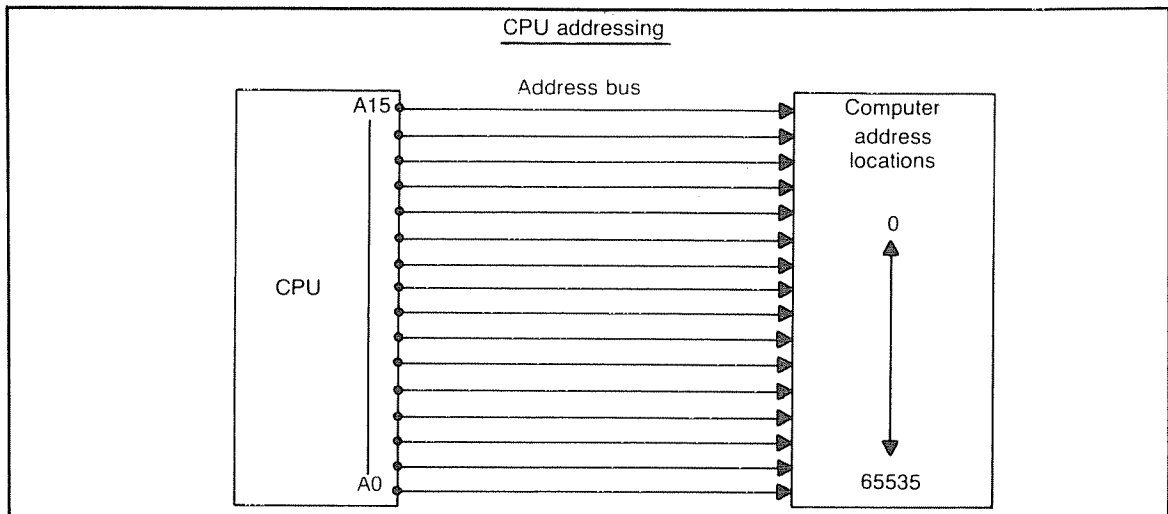 CPU addressing
Address bus
A15
Computer
address
locations
0
CPU
A0
65535